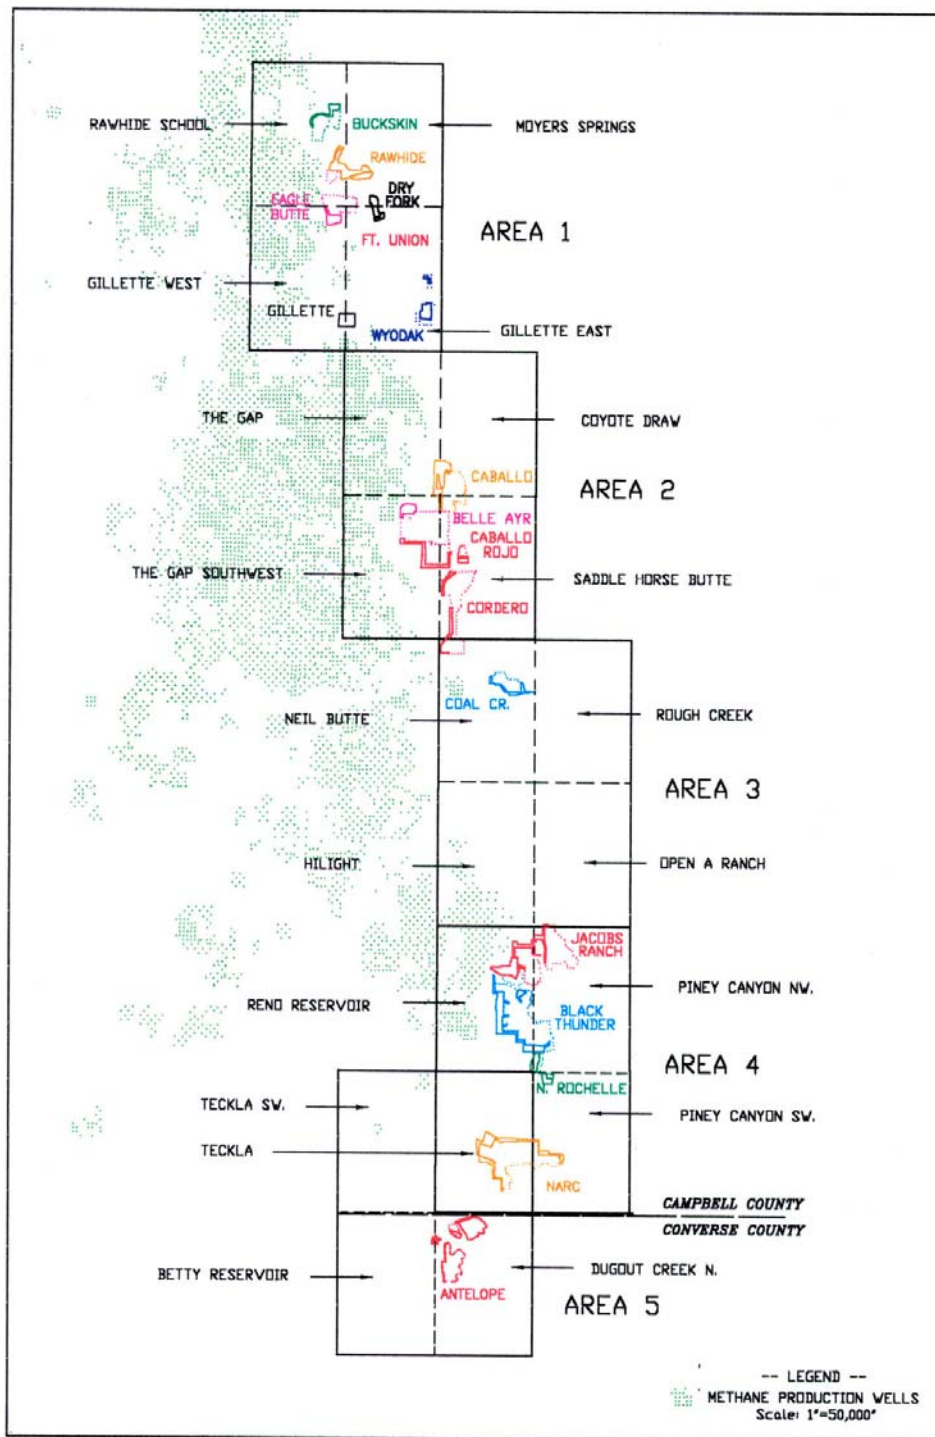 RAWHIDE SCHOOL
BUCKSKIN
MOYERS SPRINGS
RAWHIDE
DRY
FORK
EAGLE
BUTTE
AREA 1
FT. UNION
GILLETTE WEST
GILLETTE
WYODAK
GILLETTE EAST
THE GAP
COYOTE DRAW
CABALLO
AREA 2
BELLE AYR
CABALLO
ROJO
THE GAP SOUTHWEST
SADDLE HORSE BUTTE
CORDERO
COAL CR.
NEIL BUTTE
ROUGH CREEK
AREA 3
HILIGHT
OPEN A RANCH
JACOBS
RANCH
PINEY CANYON NW.
RENO RESERVOIR
BLACK
THUNDER
AREA 4
N. ROCHELLE
TECKLA SW.
PINEY CANYON SW.
TECKLA
NARC
CAMPBELL COUNTY
CONVERSE COUNTY
BETTY RESERVOIR
DUGOUT CREEK N.
ANTELOPE
AREA 5
-- LEGEND --
METHANE PRODUCTION WELLS
Scale: 1"=50,000"